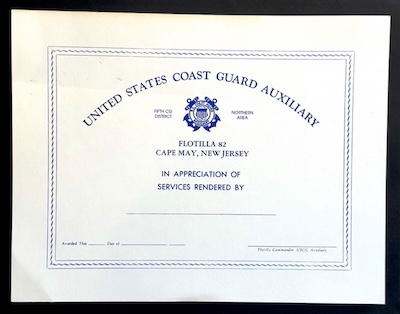 UNITED STATES COAST GUARD AUXILIARY
FIFTH CG DISTRICT
NORTHERN AREA
FLOTILLA 82
CAPE MAY, NEW JERSEY
IN APPRECIATION OF
SERVICES RENDERED BY
Awarded This Day of
Flotilla Commander USCG Auxiliary